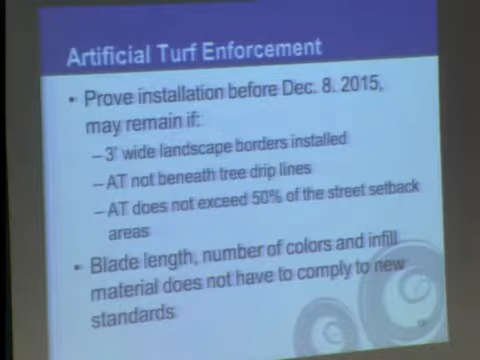 Artificial Turf Enforcement
• Prove installation before Dec. 8. 2015,
may remain if:
– 3' wide landscape borders installed
– AT not beneath tree drip lines
– AT does not exceed 50% of the street setback
areas
• Blade length, number of colors and infill
material does not have to comply to new
standards